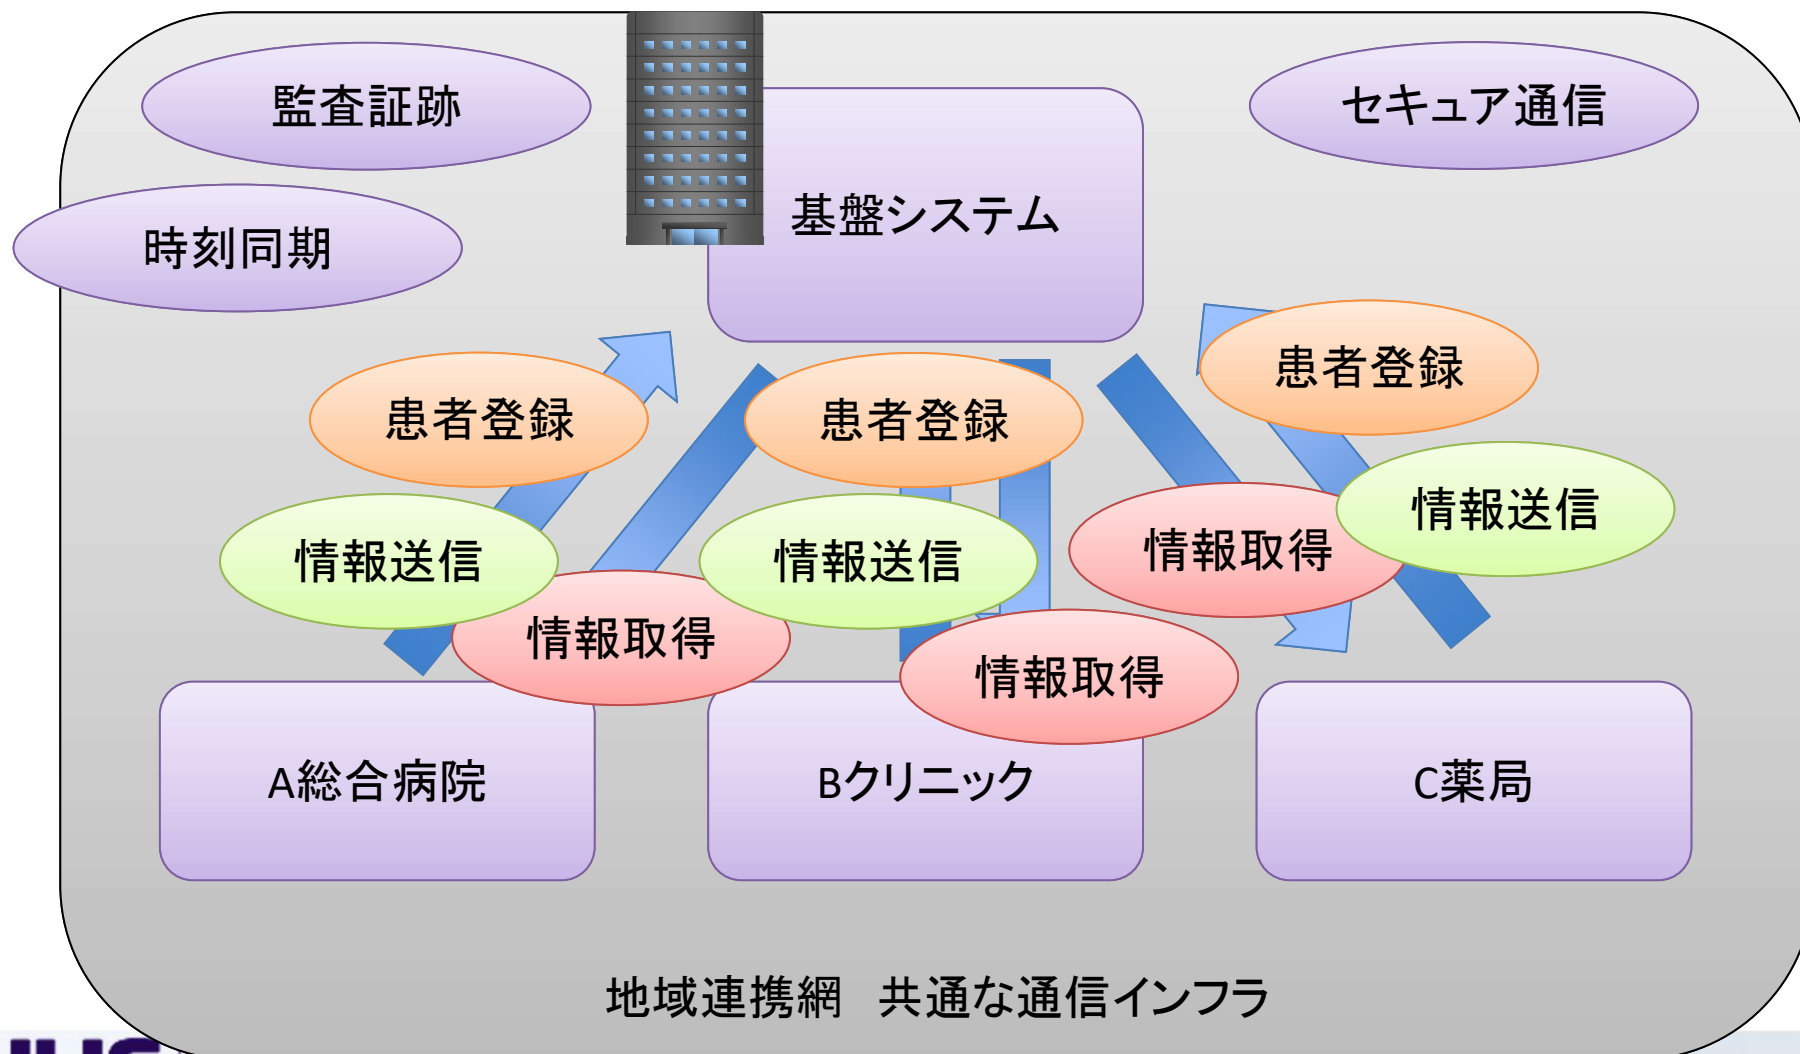 監査証跡
セキュア通信
基盤システム
時刻同期
患者登録
患者登録
患者登録
情報送信
情報送信
情報取得
情報送信
情報取得
情報取得
A総合病院
Bクリニック
C薬局
地域連携網　共通な通信インフラ